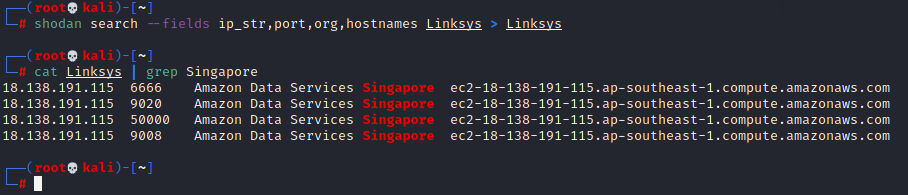 ┌──(root💀kali)-[~]
└─# shodan search --fields ip_str,port,org,hostnames Linksys > Linksys
┌──(root💀kali)-[~]
└─# cat Linksys | grep Singapore
18.138.191.115 6666 Amazon Data Services Singapore ec2-18-138-191-115.ap-southeast-1.compute.amazonaws.com
18.138.191.115 9020 Amazon Data Services Singapore ec2-18-138-191-115.ap-southeast-1.compute.amazonaws.com
18.138.191.115 50000 Amazon Data Services Singapore ec2-18-138-191-115.ap-southeast-1.compute.amazonaws.com
18.138.191.115 9008 Amazon Data Services Singapore ec2-18-138-191-115.ap-southeast-1.compute.amazonaws.com
┌──(root💀kali)-[~]
└─#